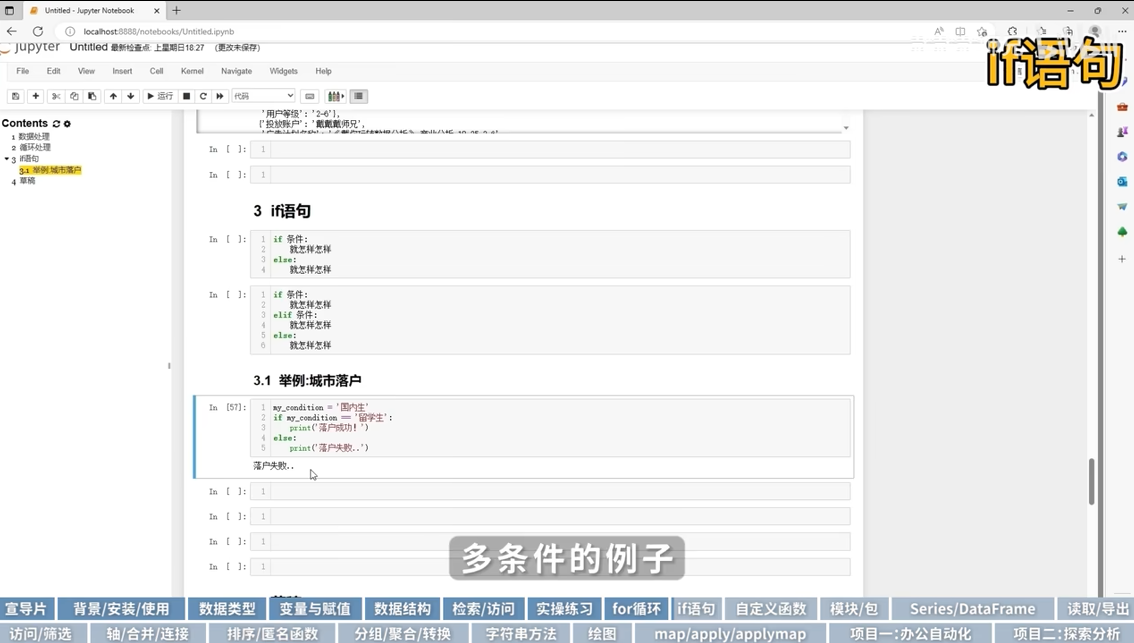 Untitled - Jupyter Notebook
localhost:8888/notebooks/Untitled.ipynb
if语句
Jupyter Untitled 最新检查点: 上星期日18:27 (更改未保存)
File Edit View Insert Cell Kernel Navigate Widgets Help
运行 代码
Contents
1 数据处理
2 循环处理
3 if语句
3.1 举例:城市落户
4 草稿
'用户等级': '2-6'},
{'投放账户': '戴戴戴师兄',
In [ ]: 1
In [ ]: 1
3 if语句
In [ ]: 1 if 条件:
2 就怎样怎样
3 else:
4 就怎样怎样
In [ ]: 1 if 条件:
2 就怎样怎样
3 elif 条件:
4 就怎样怎样
5 else:
6 就怎样怎样
3.1 举例:城市落户
In [57]: 1 my_condition = '国内生'
2 if my_condition == '留学生':
3 print('落户成功! ')
4 else:
5 print('落户失败..')
落户失败..
In [ ]: 1
In [ ]: 1
In [ ]: 1
In [ ]: 1
多条件的例子
宣导片 背景/安装/使用 数据类型 变量与赋值 数据结构 检索/访问 实操练习 for循环 if语句 自定义函数 模块/包 Series/DataFrame 读取/导出
访问/筛选 轴/合并/连接 排序/匿名函数 分组/聚合/转换 字符串方法 绘图 map/apply/applymap 项目一:办公自动化 项目二:探索分析